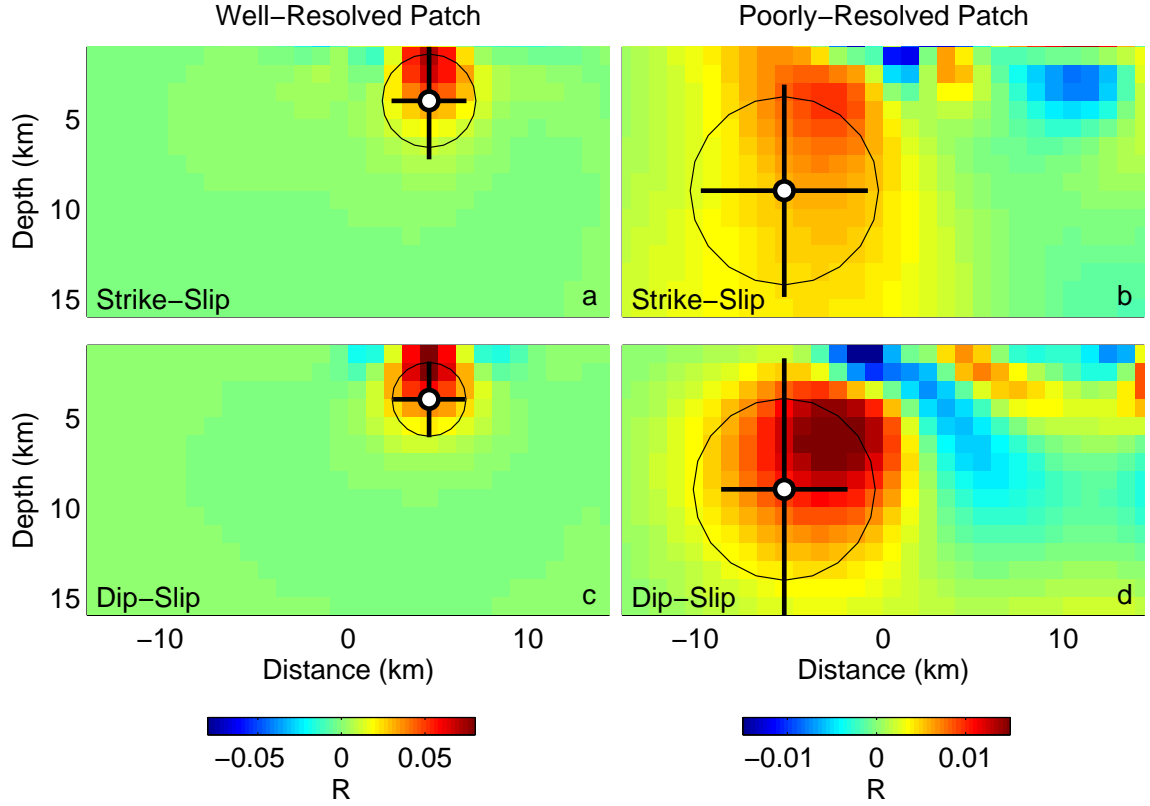 Well−Resolved Patch
Poorly−Resolved Patch
Depth (km)
5
10
15
Strike−Slip
a
Strike−Slip
b
Depth (km)
5
10
15
Dip−Slip
c
Dip−Slip
d
−10
0
10
−10
0
10
Distance (km)
Distance (km)
−0.05
0
0.05
−0.01
0
0.01
R
R